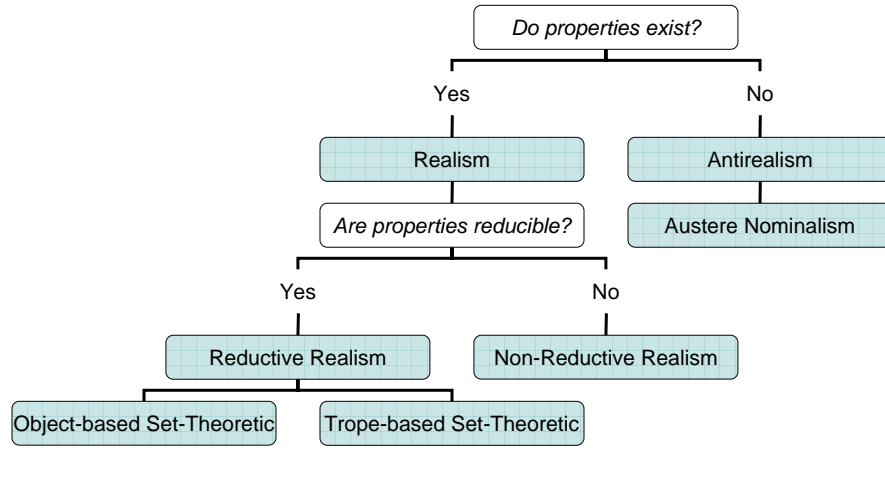 Do properties exist?
Yes
No
Realism
Antirealism
Are properties reducible?
Austere Nominalism
Yes
No
Reductive Realism
Non-Reductive Realism
Object-based Set-Theoretic
Trope-based Set-Theoretic